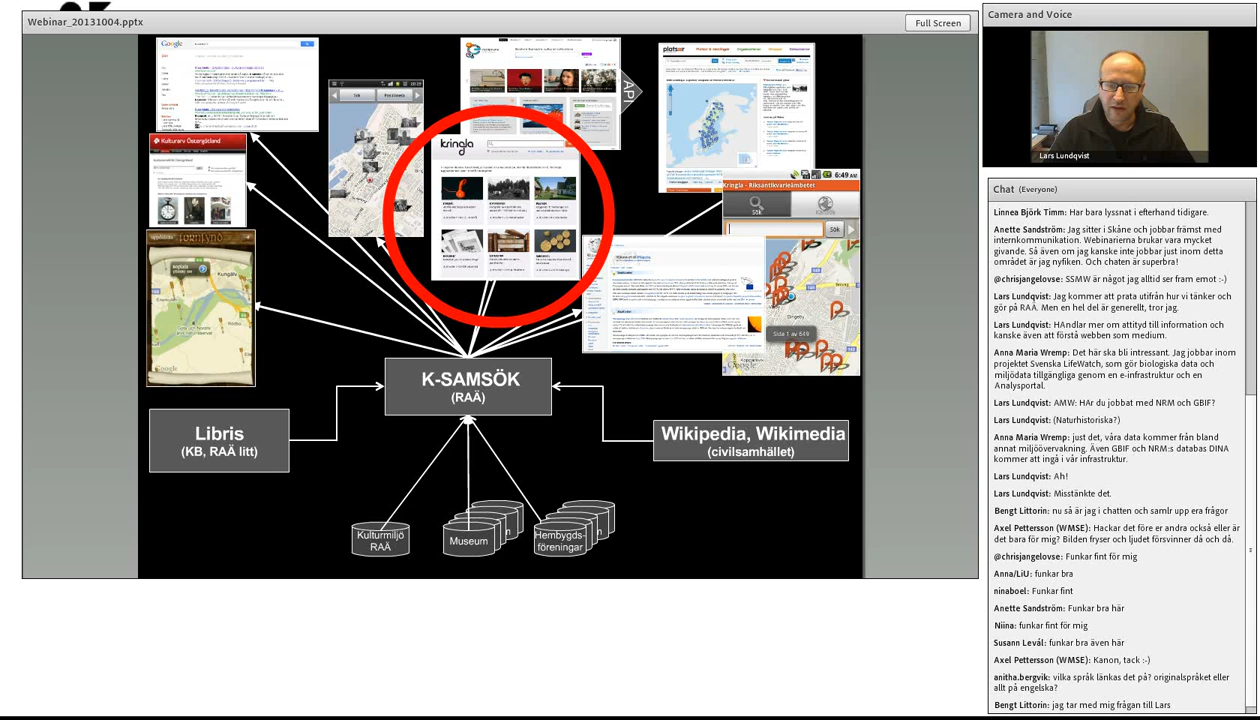 Webinar_20131004.pptx
Full Screen
Google
API
platsr
Kulturarv Östergötland
kringla
6:49 AM
Kringla - Riksantikvarieämbetet
Sök
Sök
Kungälv
Sida 1 av 649
Google
K-SAMSÖK
(RAÄ)
Libris
(KB, RAÄ litt)
Wikipedia, Wikimedia
(civilsamhället)
Kulturmiljö
RAÄ
Museum
Hembygds-
föreningar
Camera and Voice
Lars Lundqvist
Chat (Everyone)
Linnea Björk Timm: Har bara lyssnat i efterhand tidigare.
Anette Sandström: Jag sitter i Skåne och jobbar främst med
internkommunikation. Webinarierna brukar vara mycket
givande. Så även om jag kanske inte jobbar just inom detta
området är jag nyfiken. Och chaten är superbra!
@chrisjangelovse: SSMW är något jag alltid ser fram emot :-)
Lars Lundqvist: Jag kommer att prata utifrån hur vi tänker och
gör på RAÄ. Men en hel del är generellt, tror jag.
Lars Lundqvist: HAndlar mer om attityd till information och
kanske även att förstå webben som medium.
Anna Maria Wremp: Det här ska bli intressant. Jag jobbar inom
projektet Svenska LifeWatch, som gör biologiska data och
miljödata tillgängliga genom en e-infrastruktur och en
Analysportal.
Lars Lundqvist: AMW: HAr du jobbat med NRM och GBIF?
Lars Lundqvist: (Naturhistoriska?)
Anna Maria Wremp: just det, våra data kommer från bland
annat miljöövervakning. Även GBIF och NRM:s databas DINA
kommer att ingå i vår infrastruktur.
Lars Lundqvist: Ah!
Lars Lundqvist: Misstänkte det.
Bengt Littorin: nu så är jag i chatten och samlr upp era frågor
Axel Pettersson (WMSE): Hackar det före er andra också eller är
det bara för mig? Bilden fryser och ljudet försvinner då och då.
@chrisjangelovse: Funkar fint för mig
Anna/LiU: funkar bra
ninaboel: Funkar fint
Anette Sandström: Funkar bra här
Niina: funkar fint för mig
Susann Levál: funkar bra även här
Axel Pettersson (WMSE): Kanon, tack :-)
anitha.bergvik: vilka språk länkas det på? originalspråket eller
allt på engelska?
Bengt Littorin: jag tar med mig frågan till Lars